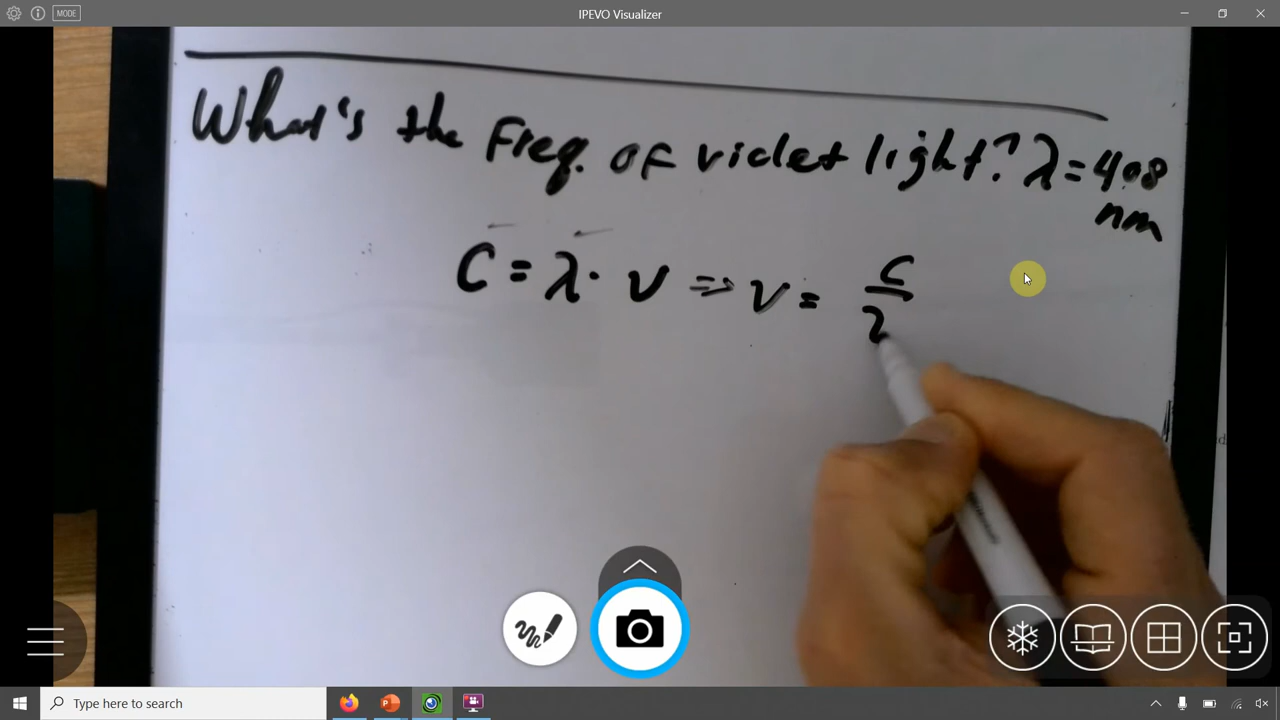 MODE
IPEVO Visualizer
What's the Freq. of violet light? λ = 408
nm
C = λ · ν => ν = c
Type here to search